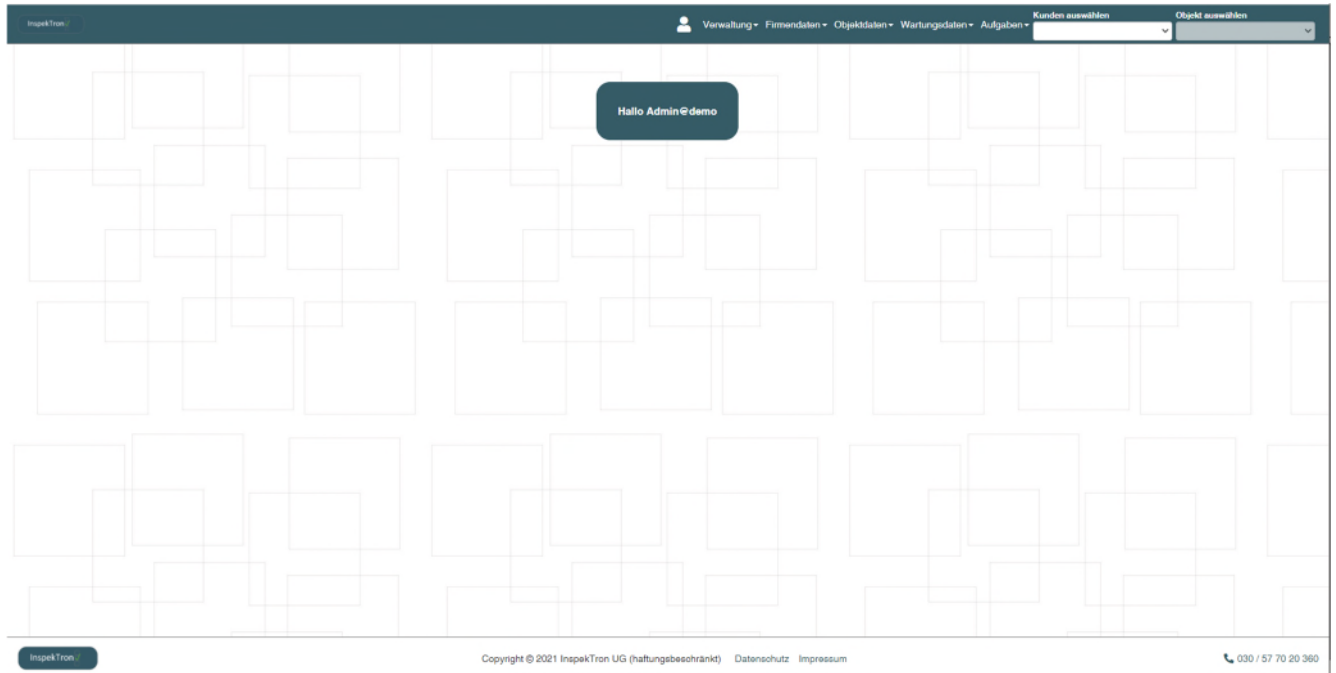 InspekTron√
Verwaltung Firmendaten Objektdaten Wartungsdaten Aufgaben
Kunden auswählen
Objekt auswählen
Hallo Admin@demo
InspekTron√
Copyright © 2021 InspekTron UG (haftungsbeschränkt) Datenschutz Impressum
030 / 57 70 20 360